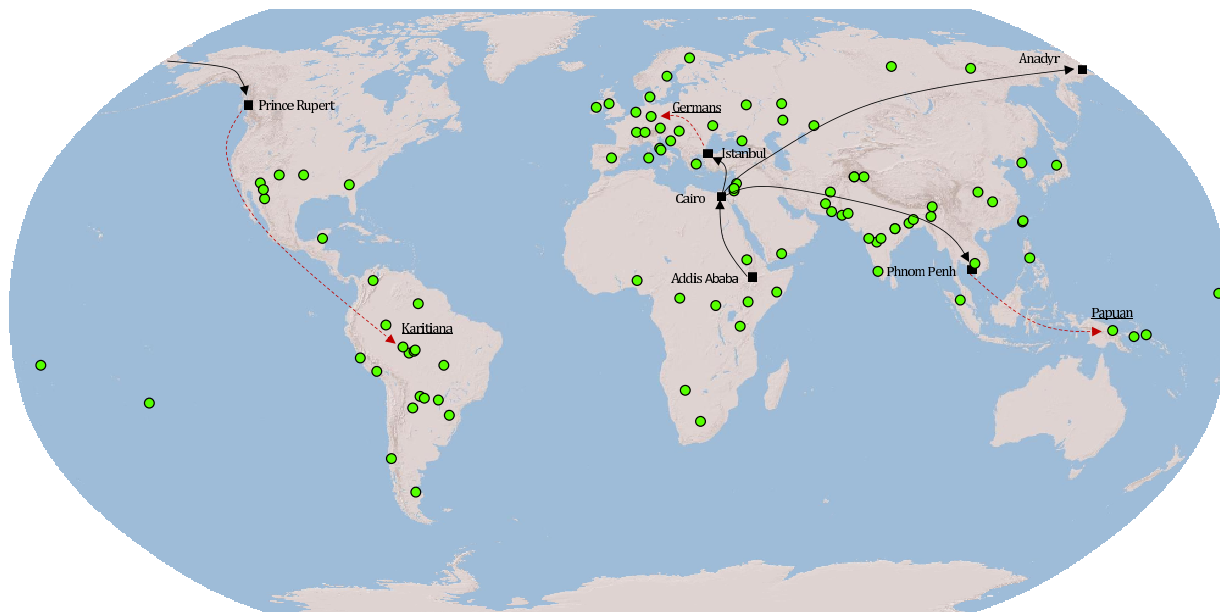 Anadyr
Prince Rupert
Germans
Istanbul
Cairo
Addis Ababa
Phnom Penh
Papuan
Karitiana